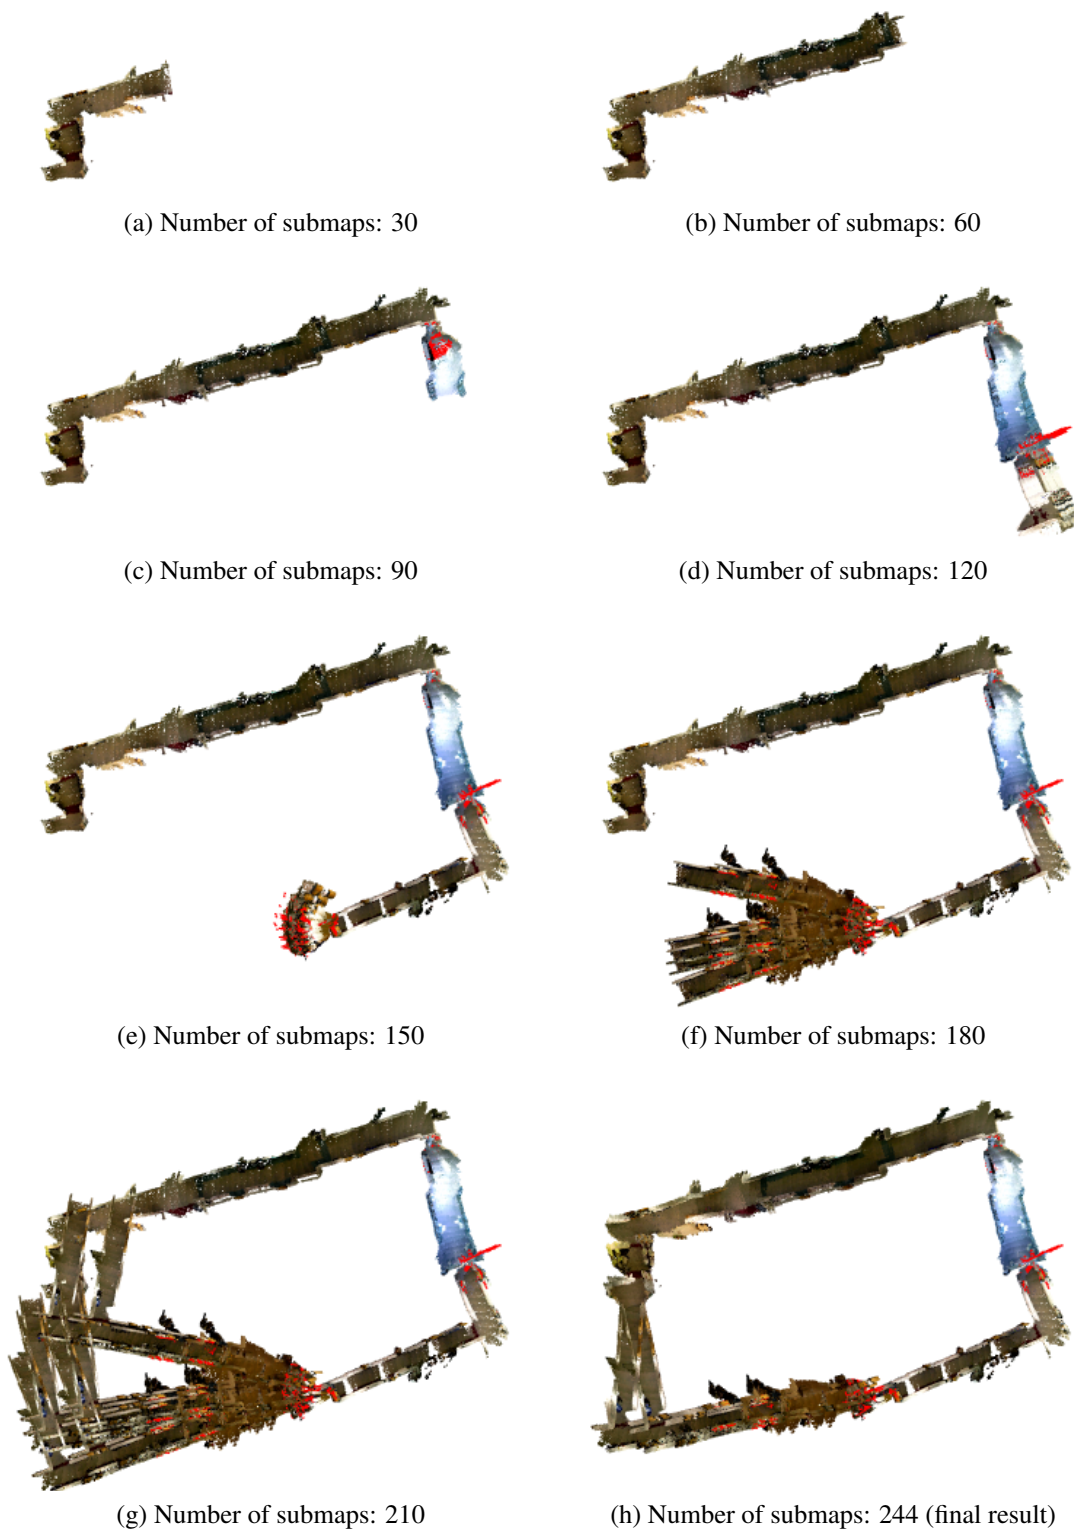 (a) Number of submaps: 30
(b) Number of submaps: 60
(c) Number of submaps: 90
(d) Number of submaps: 120
(e) Number of submaps: 150
(f) Number of submaps: 180
(g) Number of submaps: 210
(h) Number of submaps: 244 (final result)